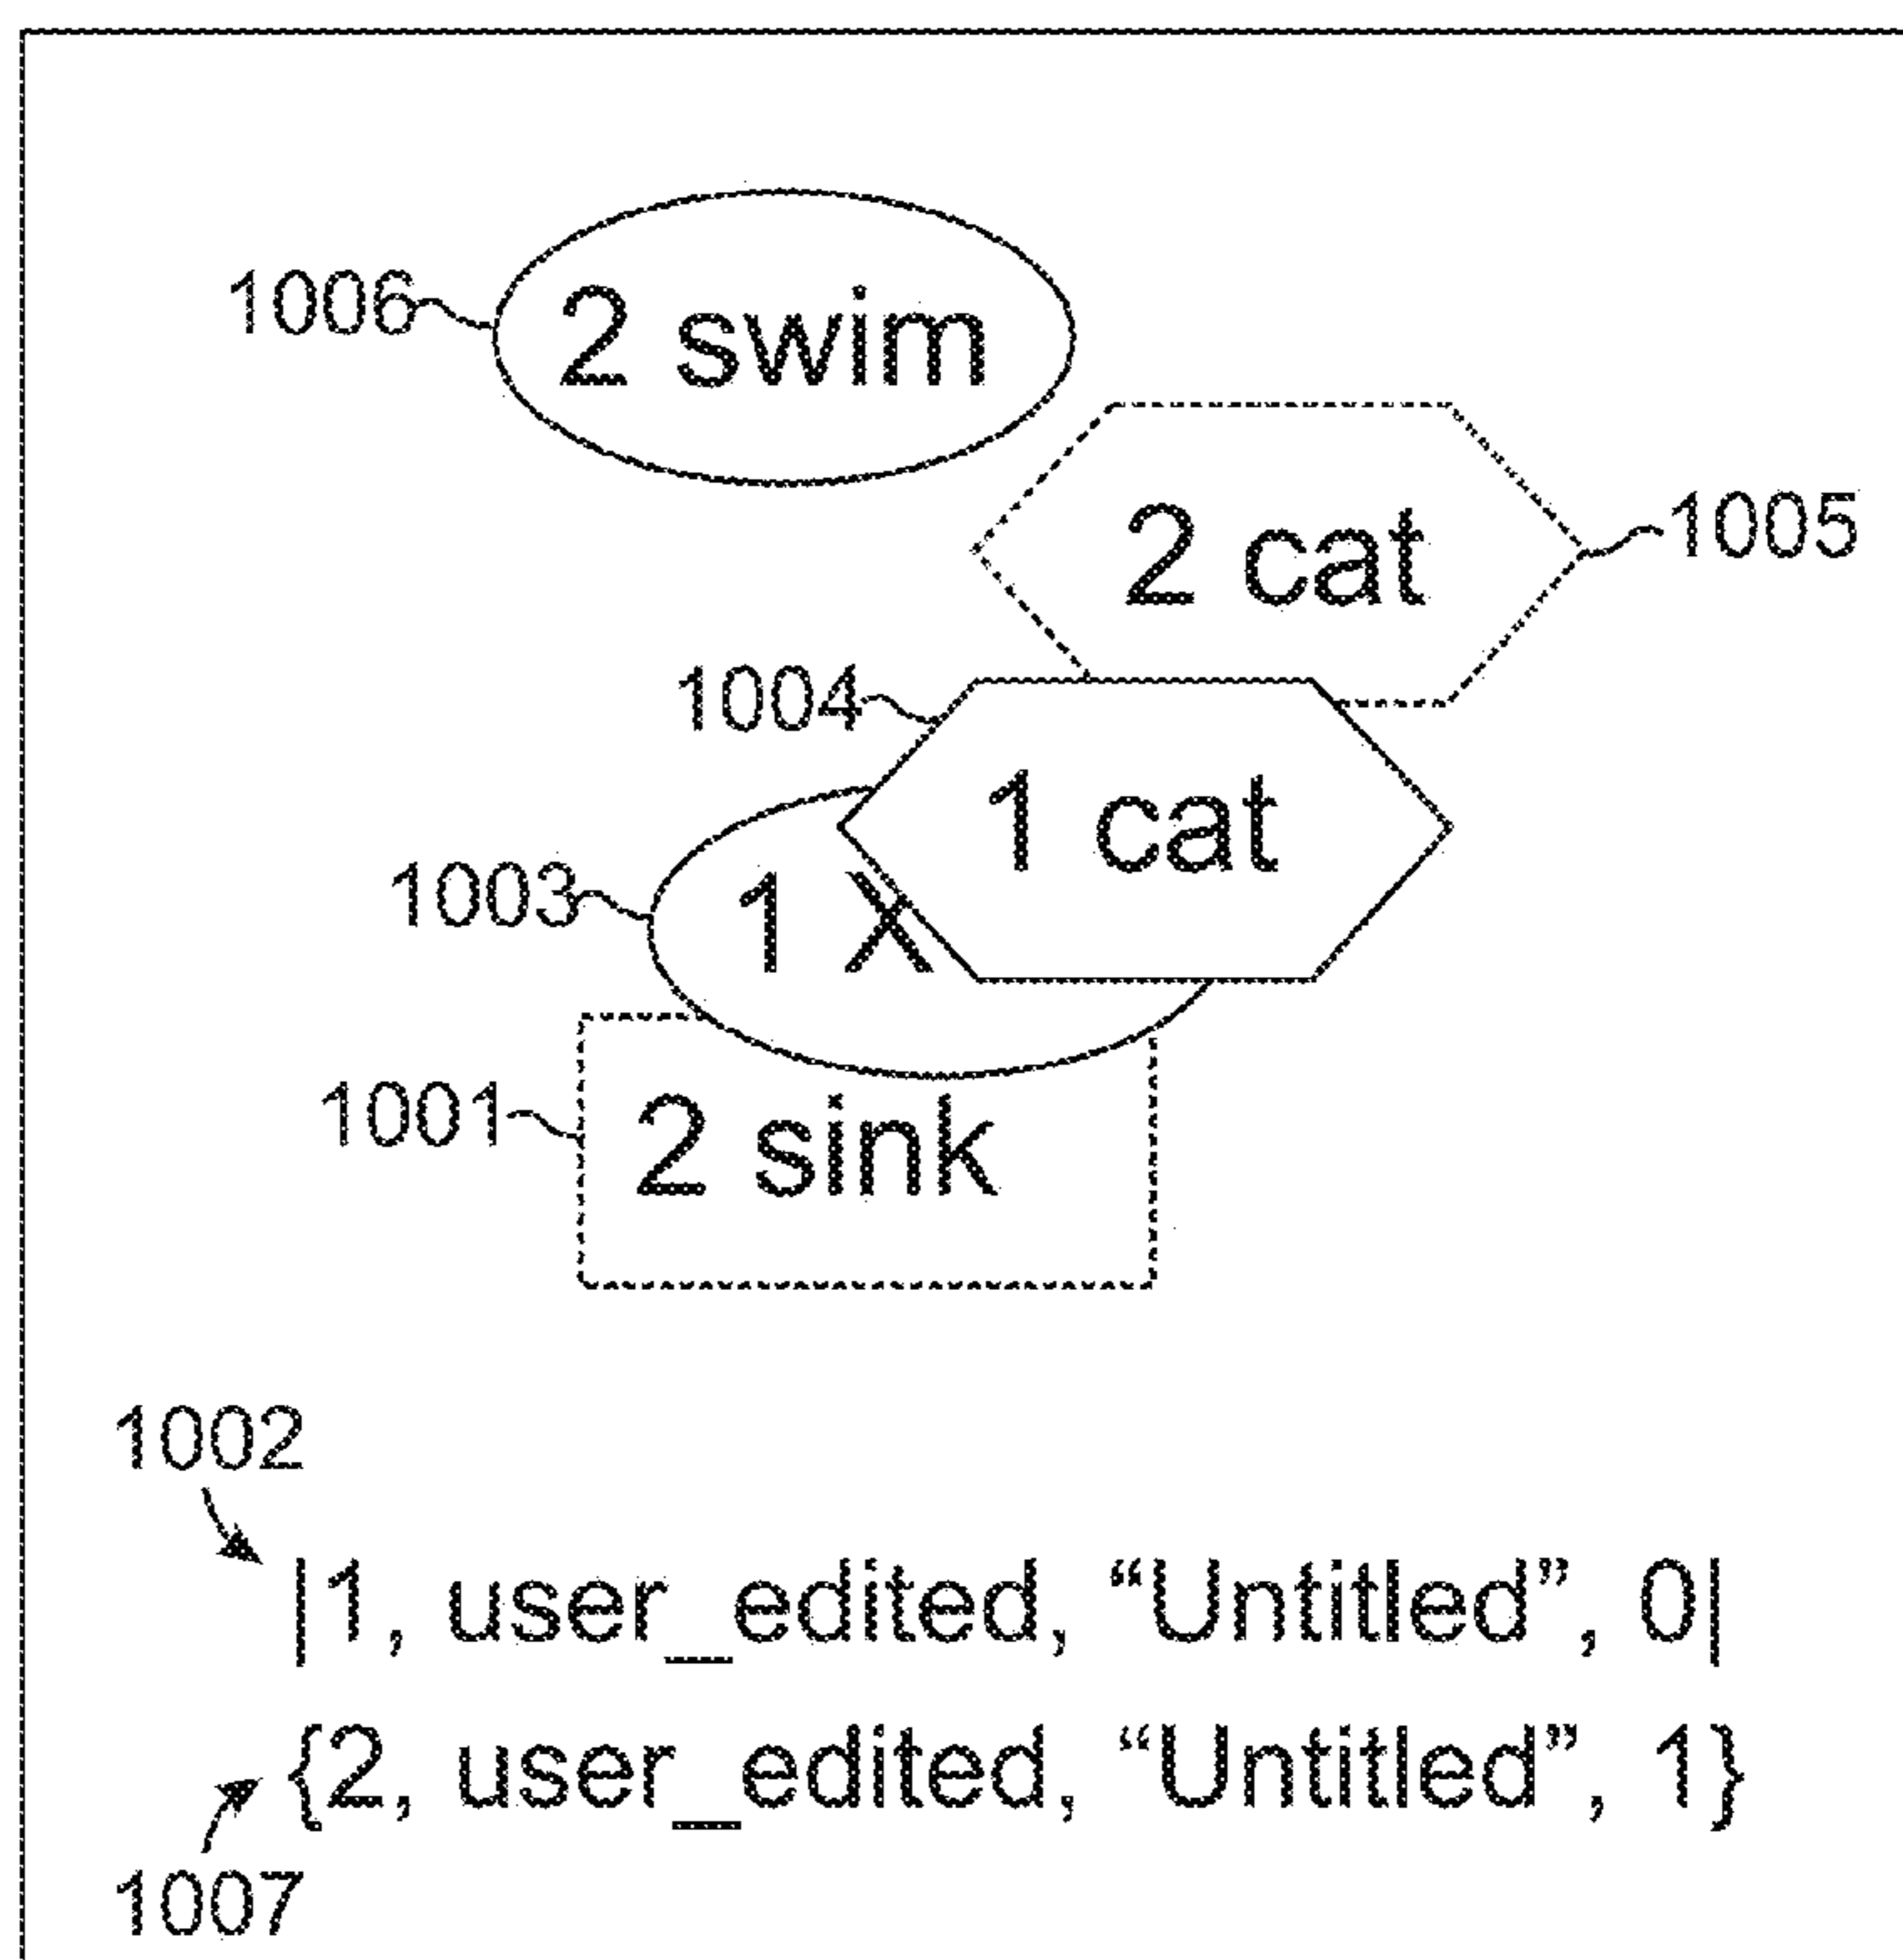 1006 2 swim
2 cat 1005
1004
1 cat
1003 1 X
1001 2 sink
1002
|1, user_edited, “Untitled”, 0|
{2, user_edited, “Untitled”, 1}
1007